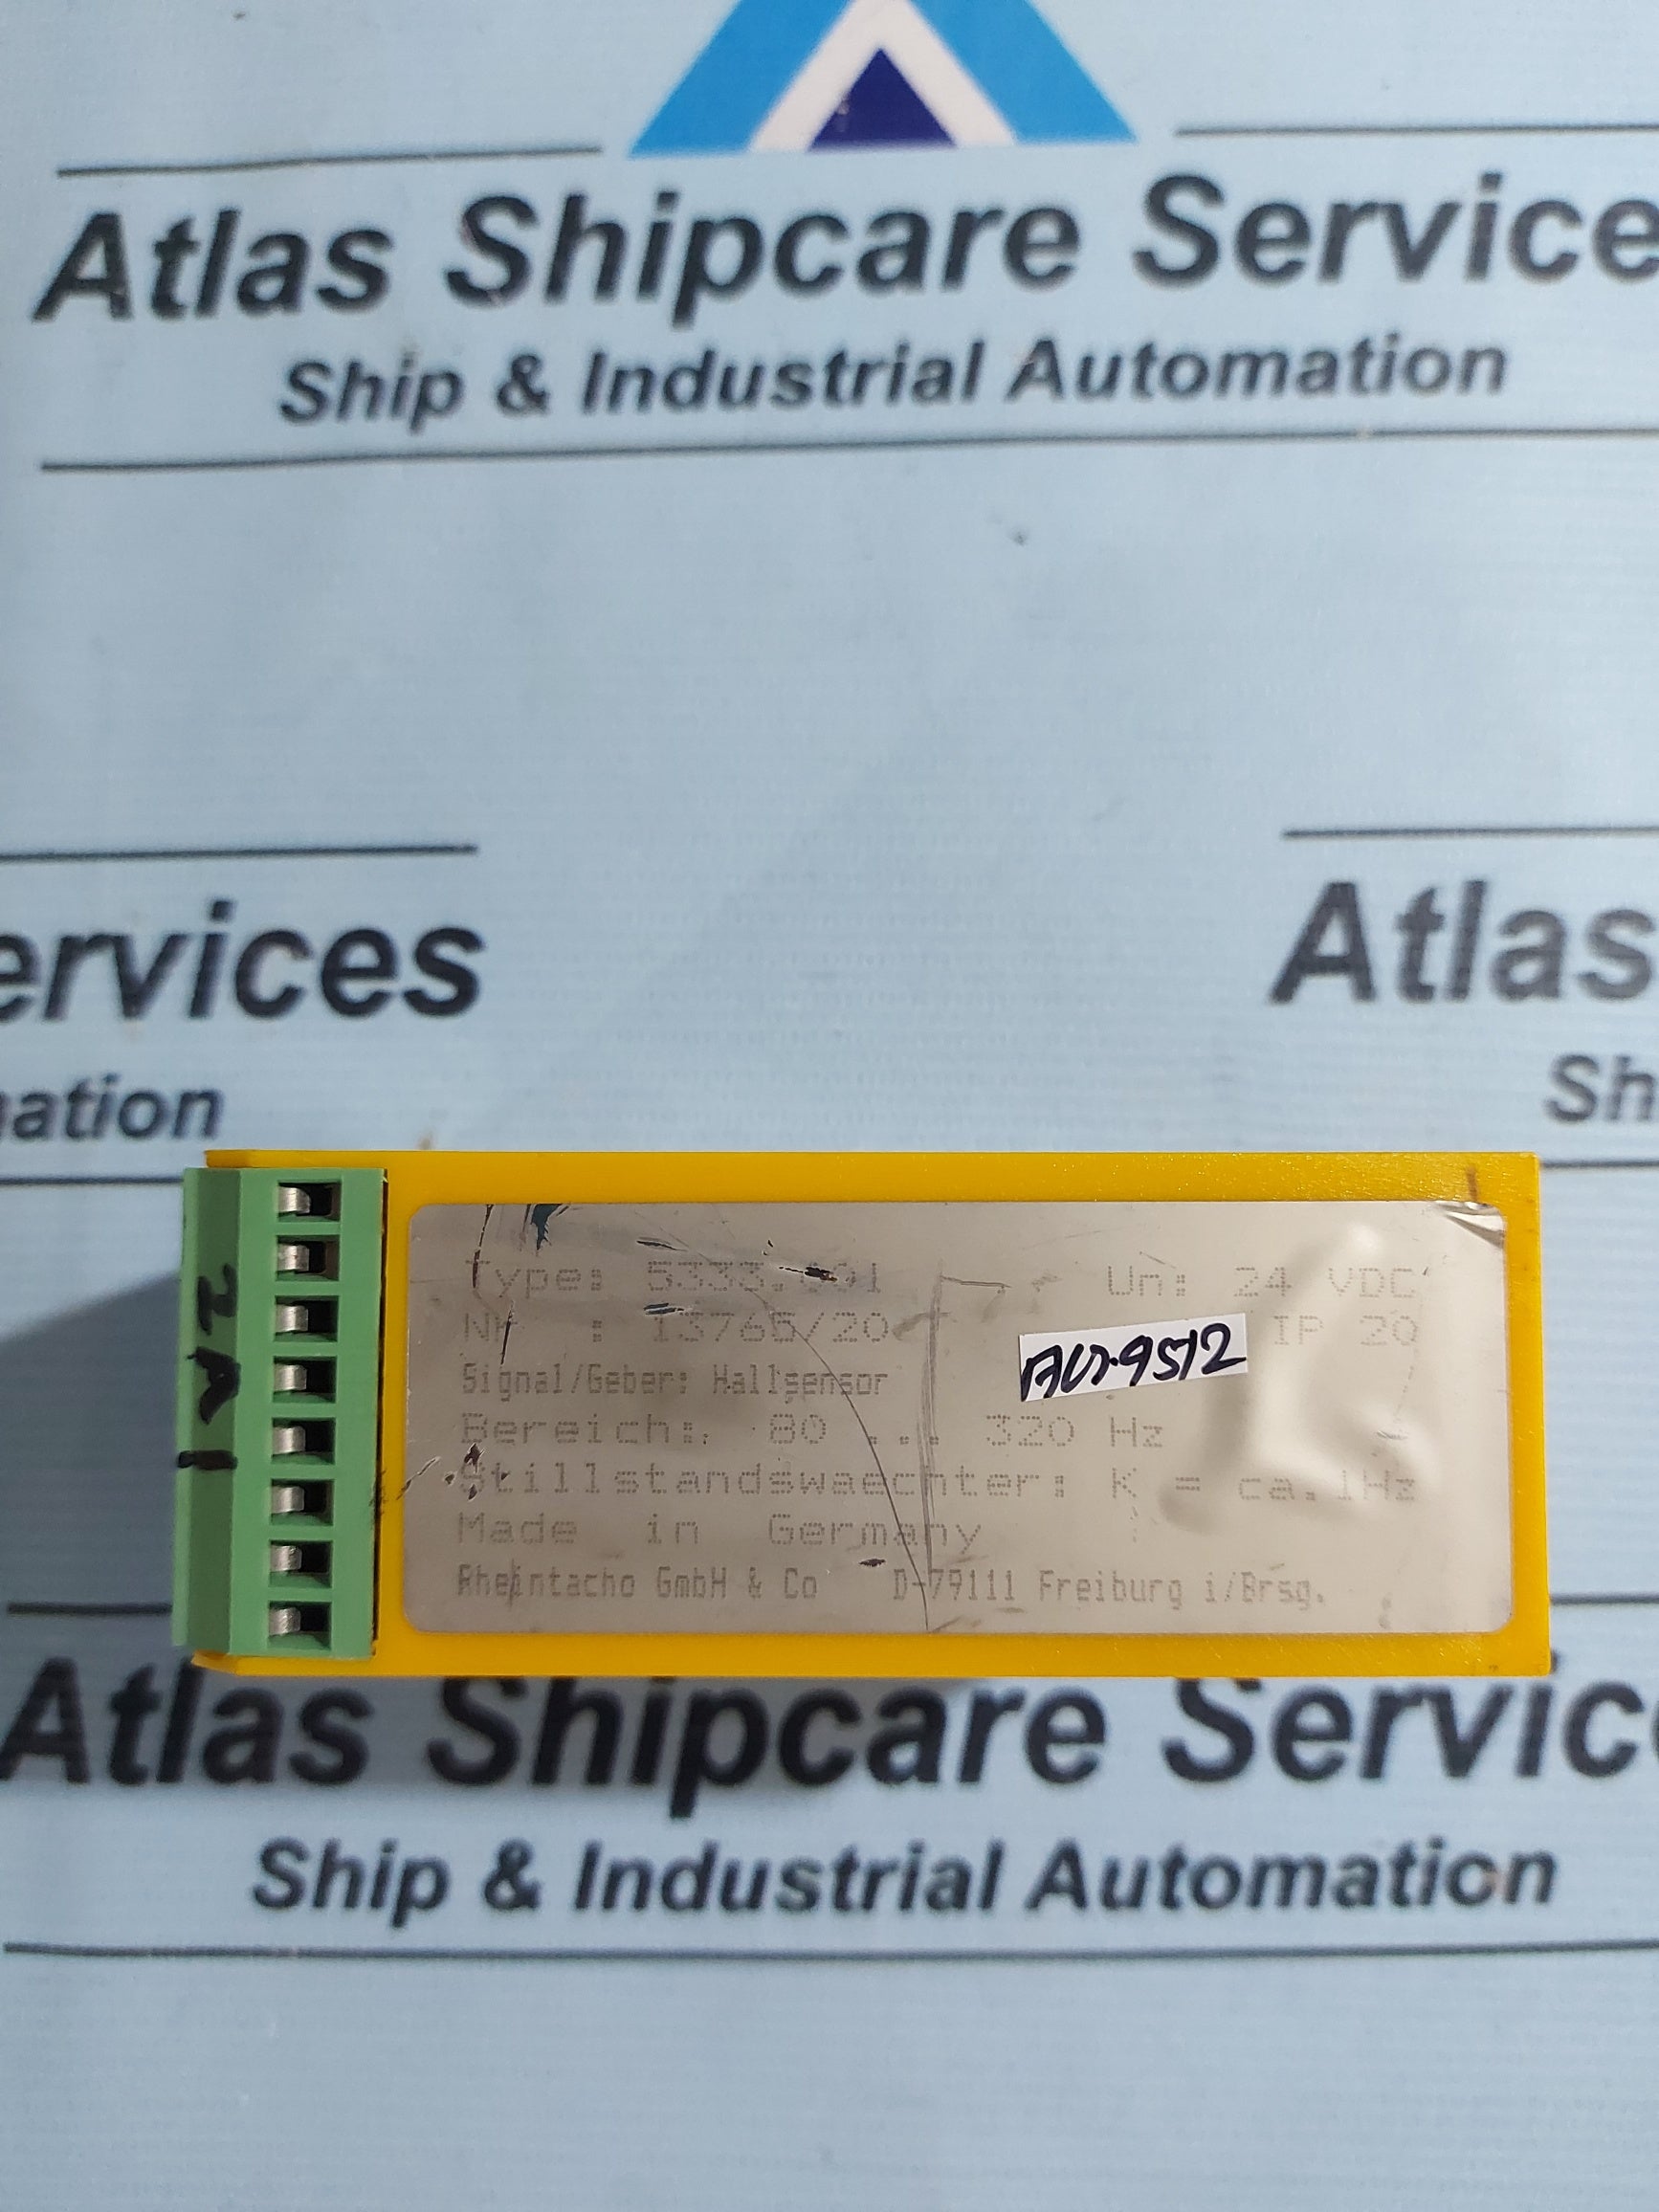 Atlas Shipcare Service
Ship & Industrial Automation
ervices
Atlas
ation
Sh
Type: 5333.001 Un: 24 VDC
Nr : 13765/20 IP 20
Signal/Geber: Hallsensor
Bereich: 80 ... 320 Hz
Stillstandswaechter: K = ca.1Hz
Made in Germany
Rheintacho GmbH & Co D-79111 Freiburg i/Brsg.
2A1
Atlas Shipcare Servic
Ship & Industrial Automation